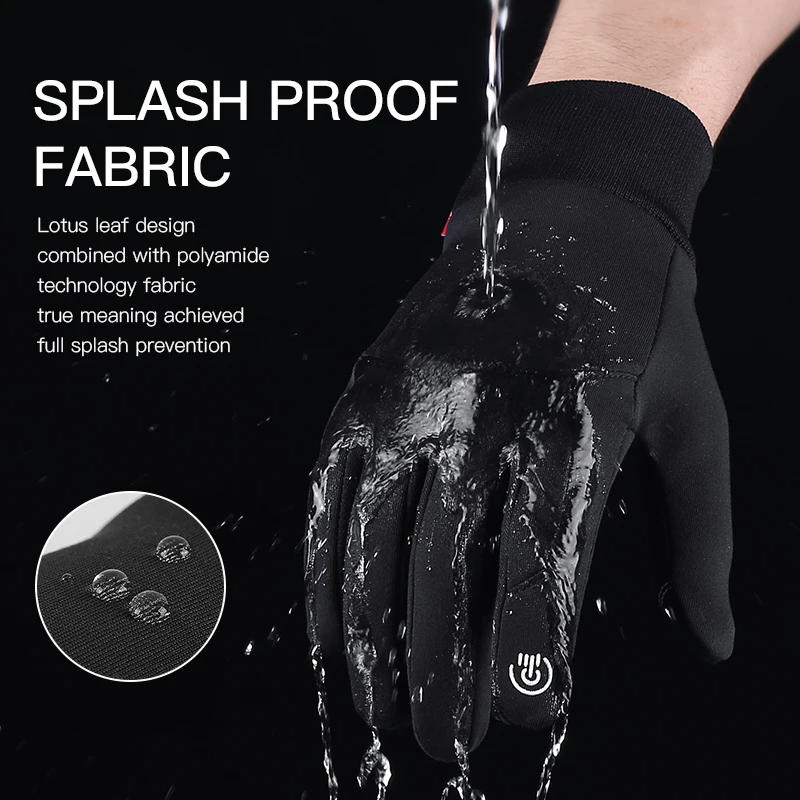 SPLASH PROOF
FABRIC
Lotus leaf design
combined with polyamide
technology fabric
true meaning achieved
full splash prevention